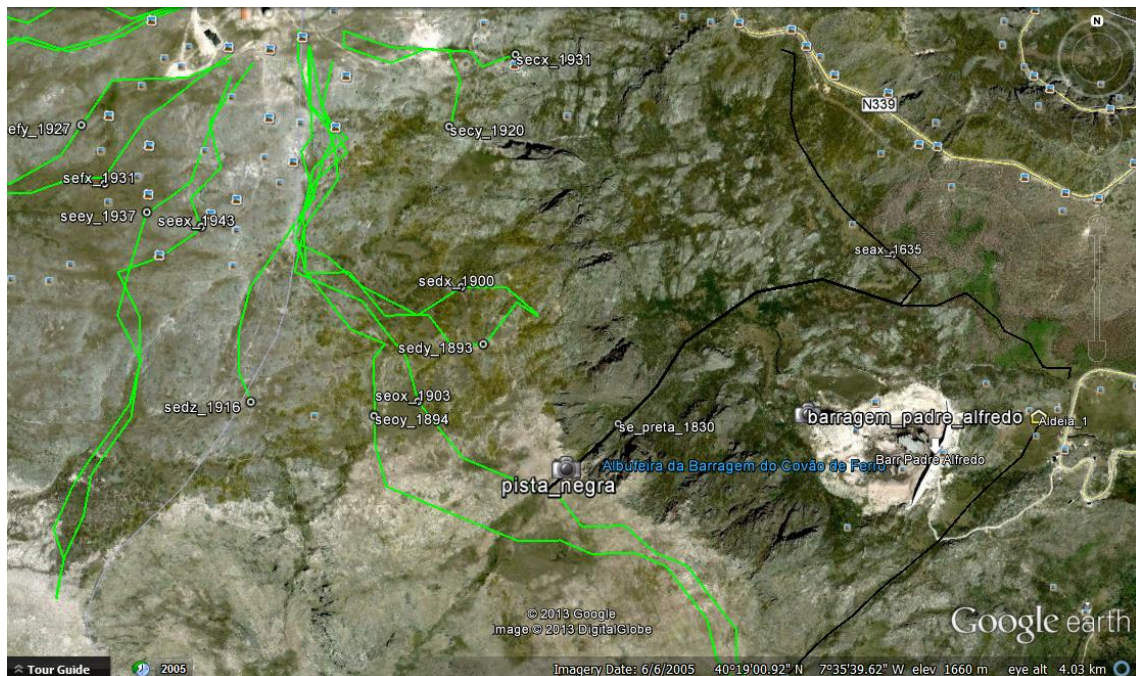 N
secx_1931
N339
efy_1927
secy_1920
sefx_1931
seey_1937
seex_1943
seax_1635
sedx_1900
sedy_1893
seox_1903
sedz_1916
seoy_1894
barragem_padre_alfredo
Aldeia_1
se_preta_1830
Barr Padre Alfredo
Albufeira da Barragem do Covão de Ferro
pista_negra
© 2013 Google
Image © 2013 DigitalGlobe
Google earth
Tour Guide
2005
Imagery Date: 6/6/2005 40°19'00.92" N 7°35'39.62" W elev 1660 m eye alt 4.03 km